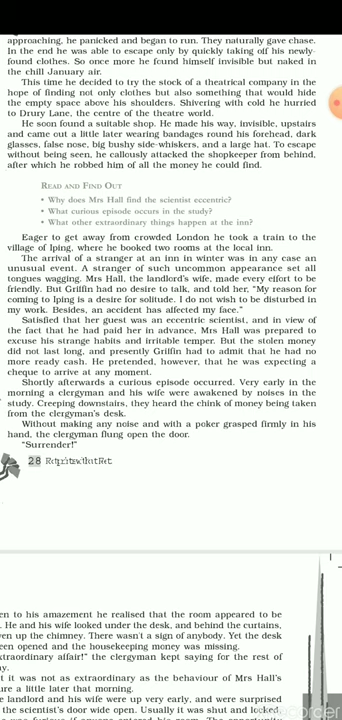 approaching, he panicked and began to run. They naturally gave chase.
In the end he was able to escape only by quickly taking off his newly-
found clothes. So once more he found himself invisible but naked in
the chill January air.
This time he decided to try the stock of a theatrical company in the
hope of finding not only clothes but also something that would hide
the empty space above his shoulders. Shivering with cold he hurried
to Drury Lane, the centre of the theatre world.
He soon found a suitable shop. He made his way, invisible, upstairs
and came out a little later wearing bandages round his forehead, dark
glasses, false nose, big bushy side-whiskers, and a large hat. To escape
without being seen, he callously attacked the shopkeeper from behind,
after which he robbed him of all the money he could find.
READ AND FIND OUT
• Why does Mrs Hall find the scientist eccentric?
• What curious episode occurs in the study?
• What other extraordinary things happen at the inn?
Eager to get away from crowded London he took a train to the
village of Iping, where he booked two rooms at the local inn.
The arrival of a stranger at an inn in winter was in any case an
unusual event. A stranger of such uncommon appearance set all
tongues wagging. Mrs Hall, the landlord's wife, made every effort to be
friendly. But Griffin had no desire to talk, and told her, "My reason for
coming to Iping is a desire for solitude. I do not wish to be disturbed in
my work. Besides, an accident has affected my face."
Satisfied that her guest was an eccentric scientist, and in view of
the fact that he had paid her in advance, Mrs Hall was prepared to
excuse his strange habits and irritable temper. But the stolen money
did not last long, and presently Griffin had to admit that he had no
more ready cash. He pretended, however, that he was expecting a
cheque to arrive at any moment.
Shortly afterwards a curious episode occurred. Very early in the
morning a clergyman and his wife were awakened by noises in the
study. Creeping downstairs, they heard the chink of money being taken
from the clergyman's desk.
Without making any noise and with a poker grasped firmly in his
hand, the clergyman flung open the door.
"Surrender!"
28
en to his amazement he realised that the room appeared to be
. He and his wife looked under the desk, and behind the curtains,
ven up the chimney. There wasn't a sign of anybody. Yet the desk
een opened and the housekeeping money was missing.
xtraordinary affair!" the clergyman kept saying for the rest of
ay.
t it was not as extraordinary as the behaviour of Mrs Hall's
ure a little later that morning.
e landlord and his wife were up very early, and were surprised
the scientist's door wide open. Usually it was shut and locked,
was furious if anyone entered his room. The opportunity